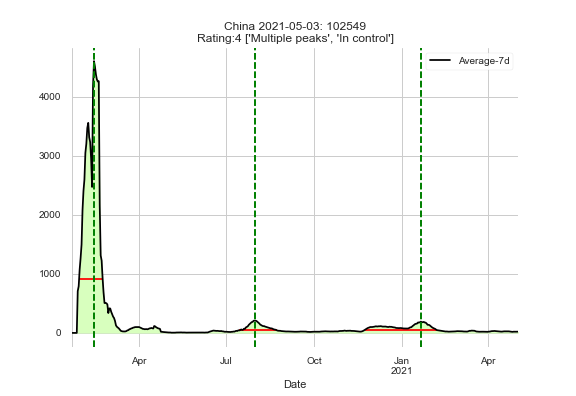 China 2021-05-03: 102549
Rating:4 ['Multiple peaks', 'In control']
Average-7d
4000
3000
2000
1000
0
Apr
Jul
Oct
Jan
2021
Apr
Date